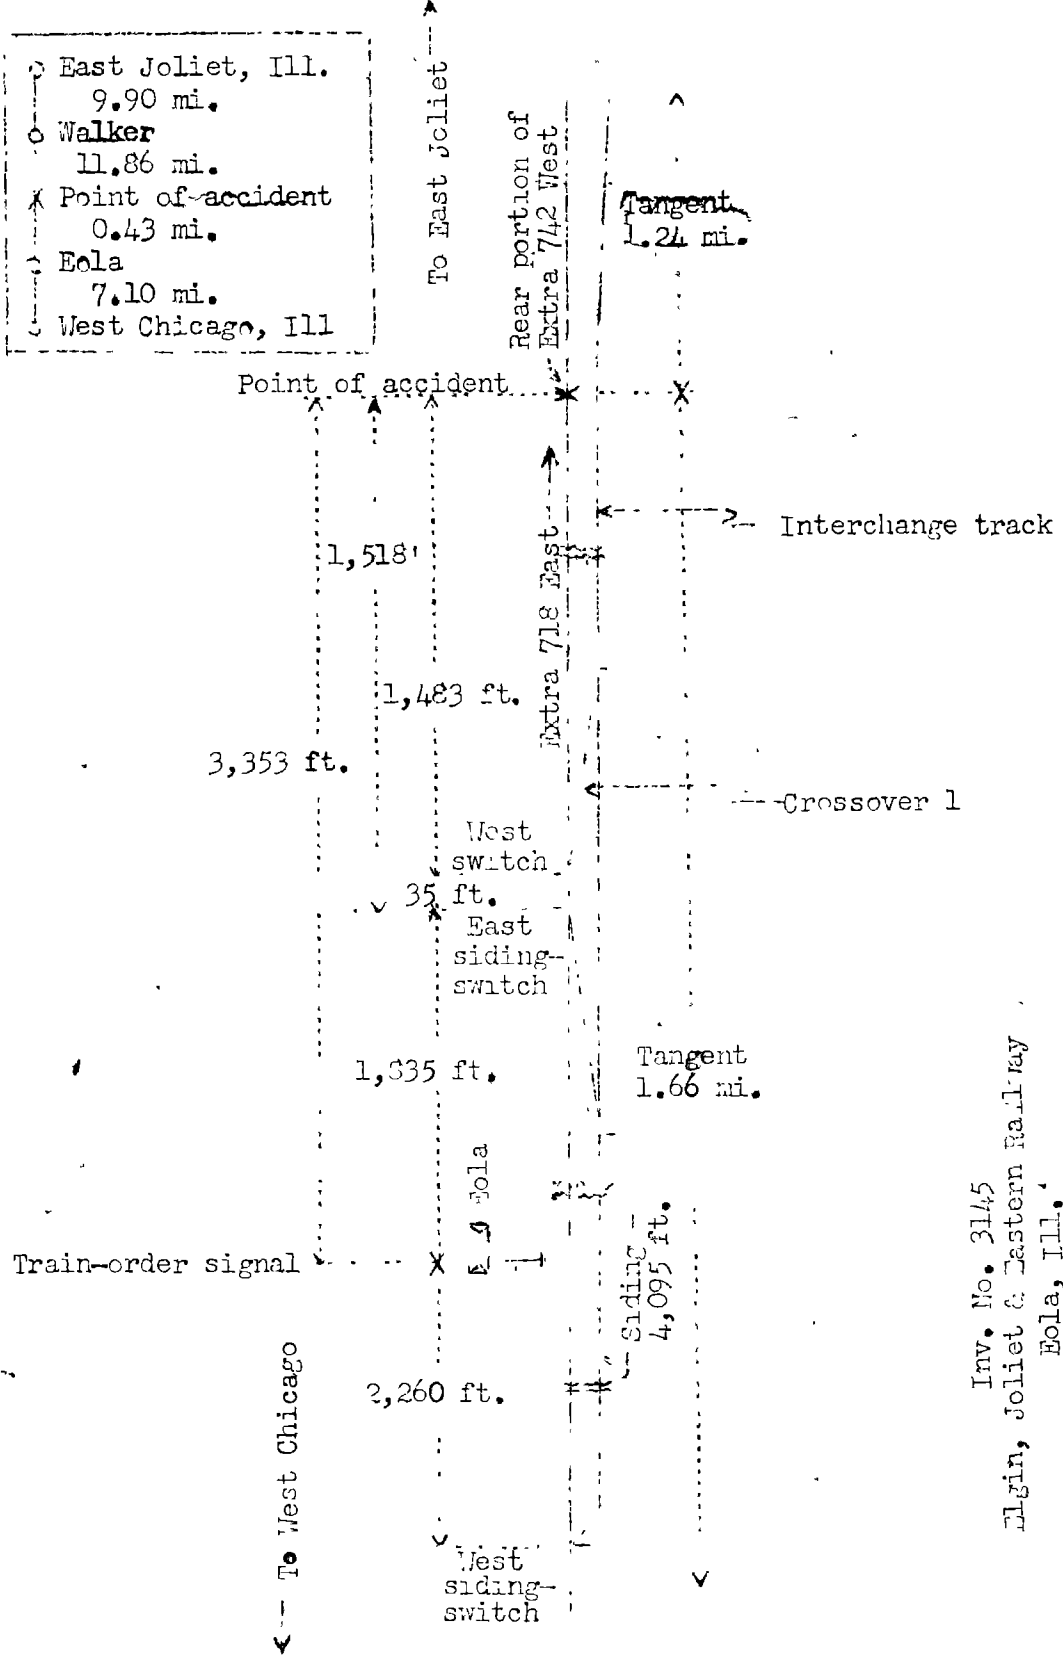 East Joliet, Ill.
9.90 mi.
Walker
11.86 mi.
Point of accident
0.43 mi.
Eola
7.10 mi.
West Chicago, Ill
To East Joliet
Rear portion of
Extra 742 West
Tangent
1.24 mi.
Point of accident
Interchange track
1,518'
Extra 718 East
1,483 ft.
3,353 ft.
Crossover 1
West
switch
35 ft.
East
siding-
switch
1,835 ft.
Tangent
1.66 mi.
Eola
Train-order signal
Siding
4,095 ft.
2,260 ft.
To West Chicago
West
siding-
switch
Inv. No. 3145
Elgin, Joliet & Eastern Railway
Eola, Ill.